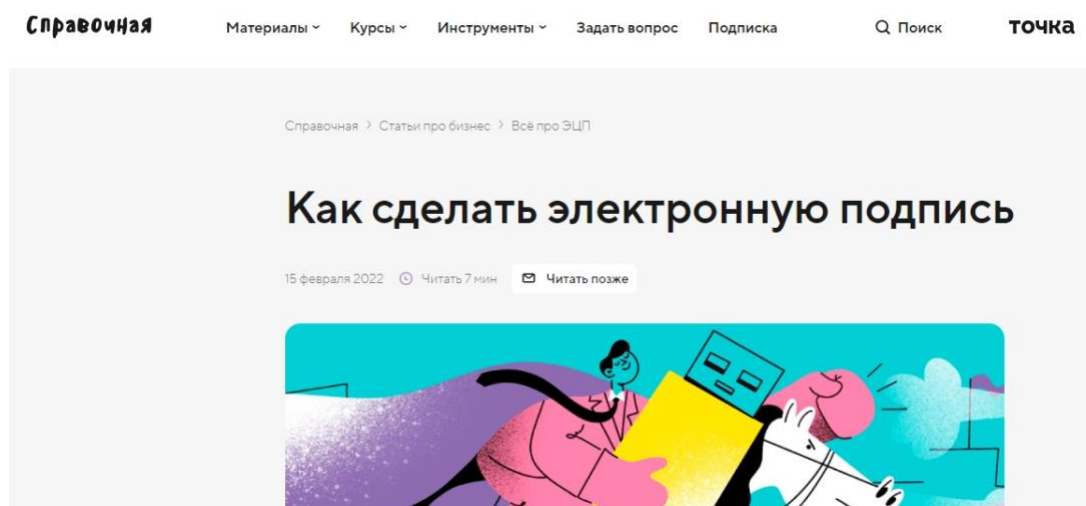 Справочная
Материалы Курсы Инструменты Задать вопрос Подписка Поиск точка
Справочная > Статьи про бизнес > Всё про ЭЦП
Как сделать электронную подпись
15 февраля 2022 Читать 7 мин Читать позже